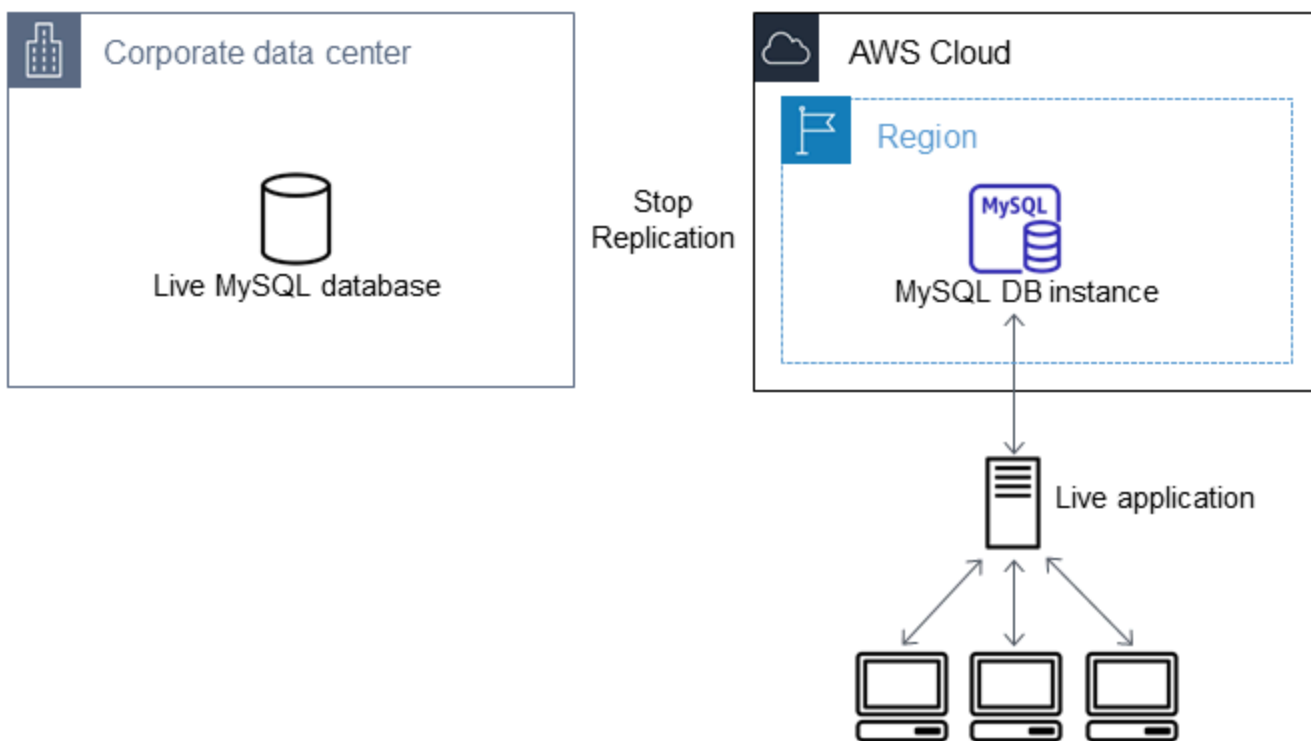 Corporate data center
AWS Cloud
Region
Stop
Replication
MySQL
Live MySQL database
MySQL DB instance
Live application